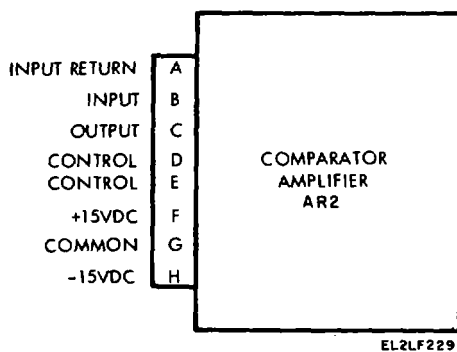 INPUT RETURN A
INPUT B
OUTPUT C
CONTROL D
CONTROL E
+15VDC F
COMMON G
-15VDC H
COMPARATOR
AMPLIFIER
AR2
EL2LF229